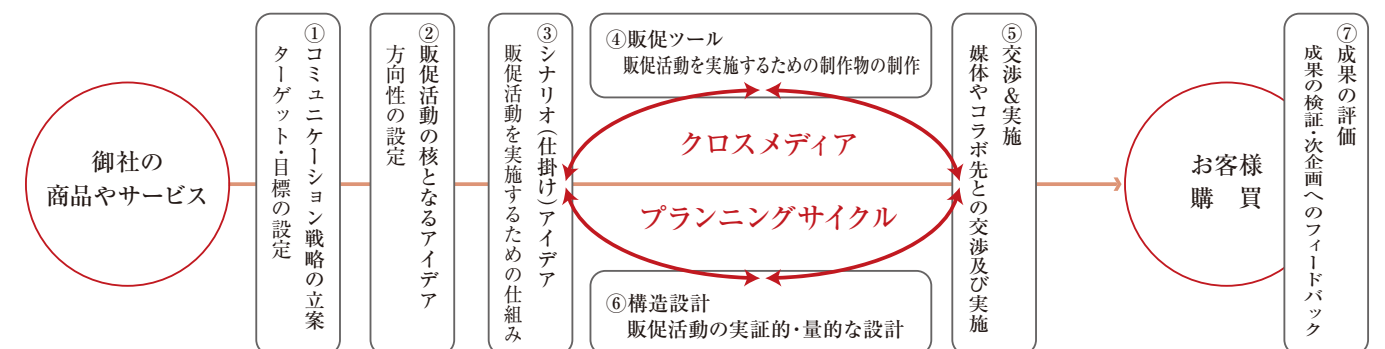 御社の
商品やサービス
①コミュニケーション戦略の立案
ターゲット・目標の設定
②販促活動の核となるアイデア
方向性の設定
③シナリオ(仕掛け)アイデア
販促活動を実施するための仕組み
④販促ツール
販促活動を実施するための制作物の制作
クロスメディア
プランニングサイクル
⑥構造設計
販促活動の実証的・量的な設計
⑤交渉&実施
媒体やコラボ先との交渉及び実施
お客様
購　買
⑦成果の評価
成果の検証・次企画へのフィードバック